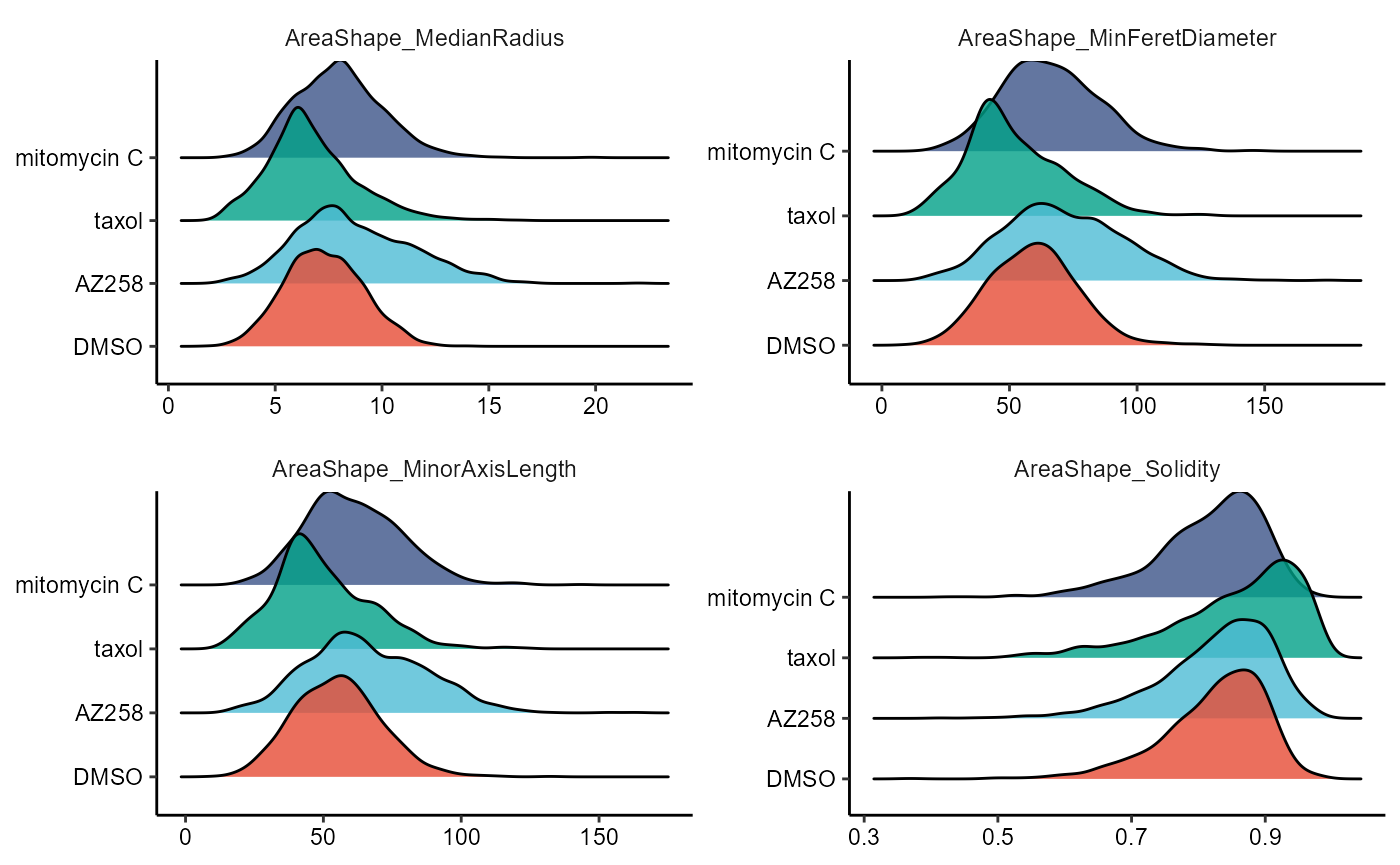 AreaShape_MedianRadius
mitomycin C
taxol
AZ258
DMSO
0 5 10 15 20
AreaShape_MinFeretDiameter
mitomycin C
taxol
AZ258
DMSO
0 50 100 150
AreaShape_MinorAxisLength
mitomycin C
taxol
AZ258
DMSO
0 50 100 150
AreaShape_Solidity
mitomycin C
taxol
AZ258
DMSO
0.3 0.5 0.7 0.9